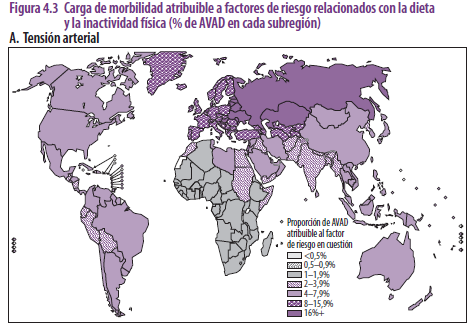 Figura 4.3 Carga de morbilidad atribuible a factores de riesgo relacionados con la dieta
y la inactividad física (% de AVAD en cada subregión)
A. Tensión arterial
Proporción de AVAD
atribuible al factor
de riesgo en cuestión
<0,5%
0,5–0,9%
1–1,9%
2–3,9%
4–7,9%
8–15,9%
16%+